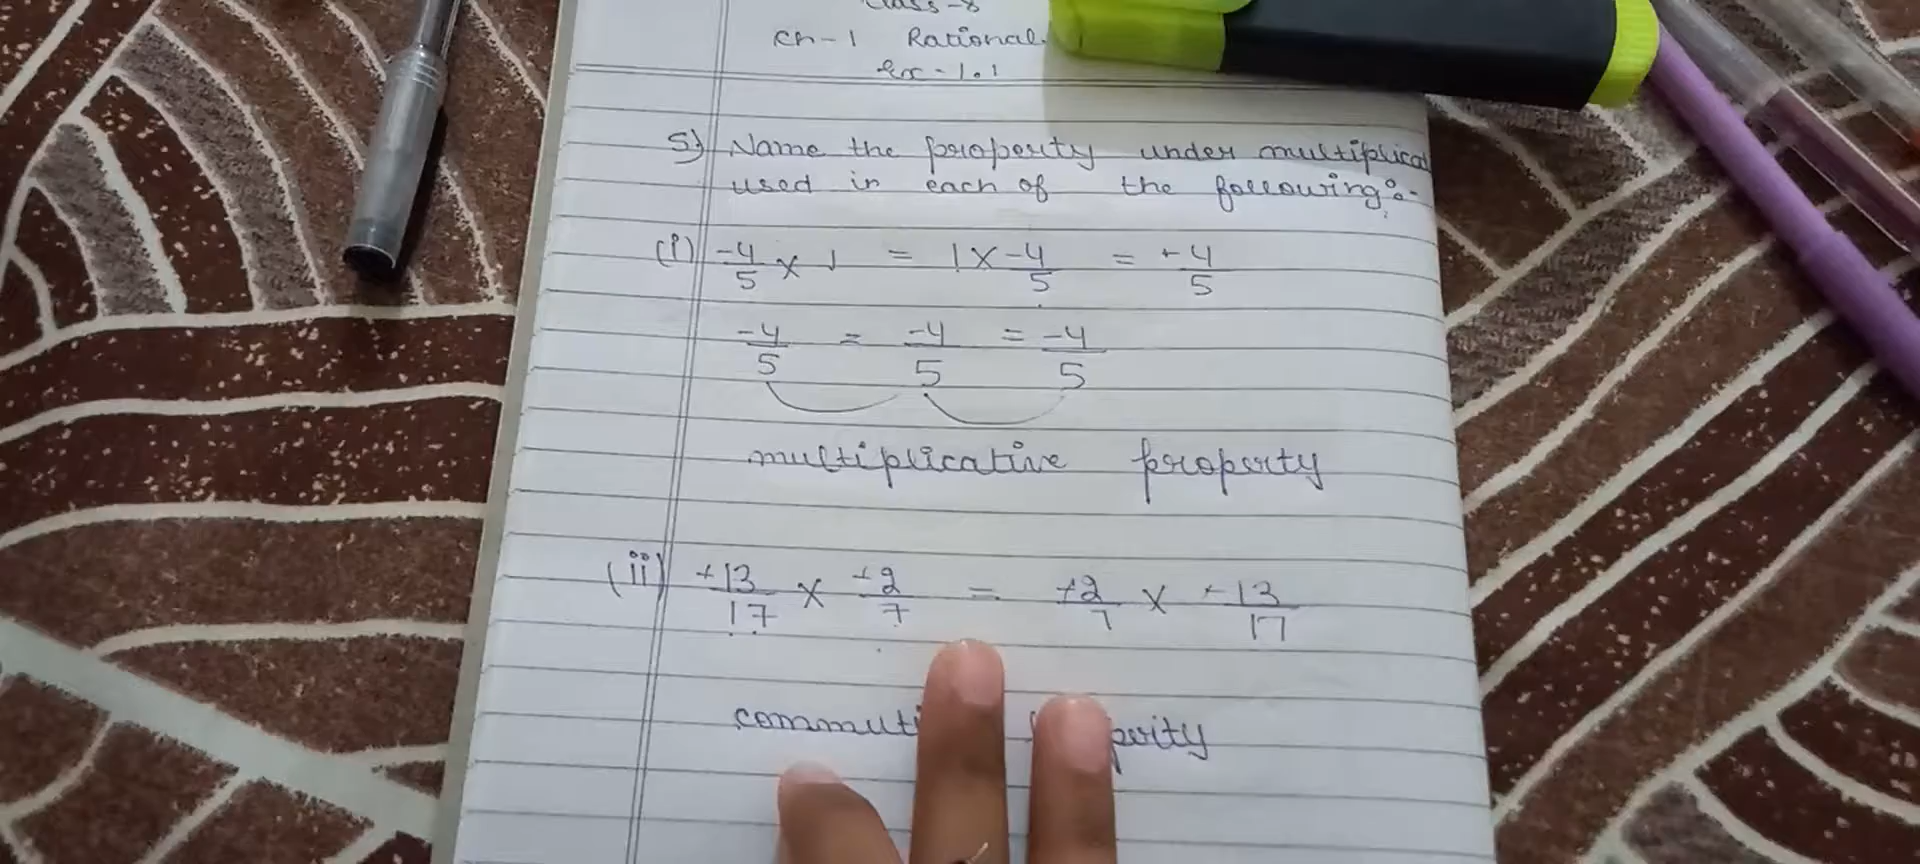 Class-8
Ch-1 Rational
Ex-1.1
5) Name the property under multiplicat
used in each of the following:-
(i) -4/5 × 1 = 1 × -4/5 = -4/5
-4/5 = -4/5 = -4/5
multiplicative property
(ii) -13/17 × -2/7 = -2/7 × -13/17